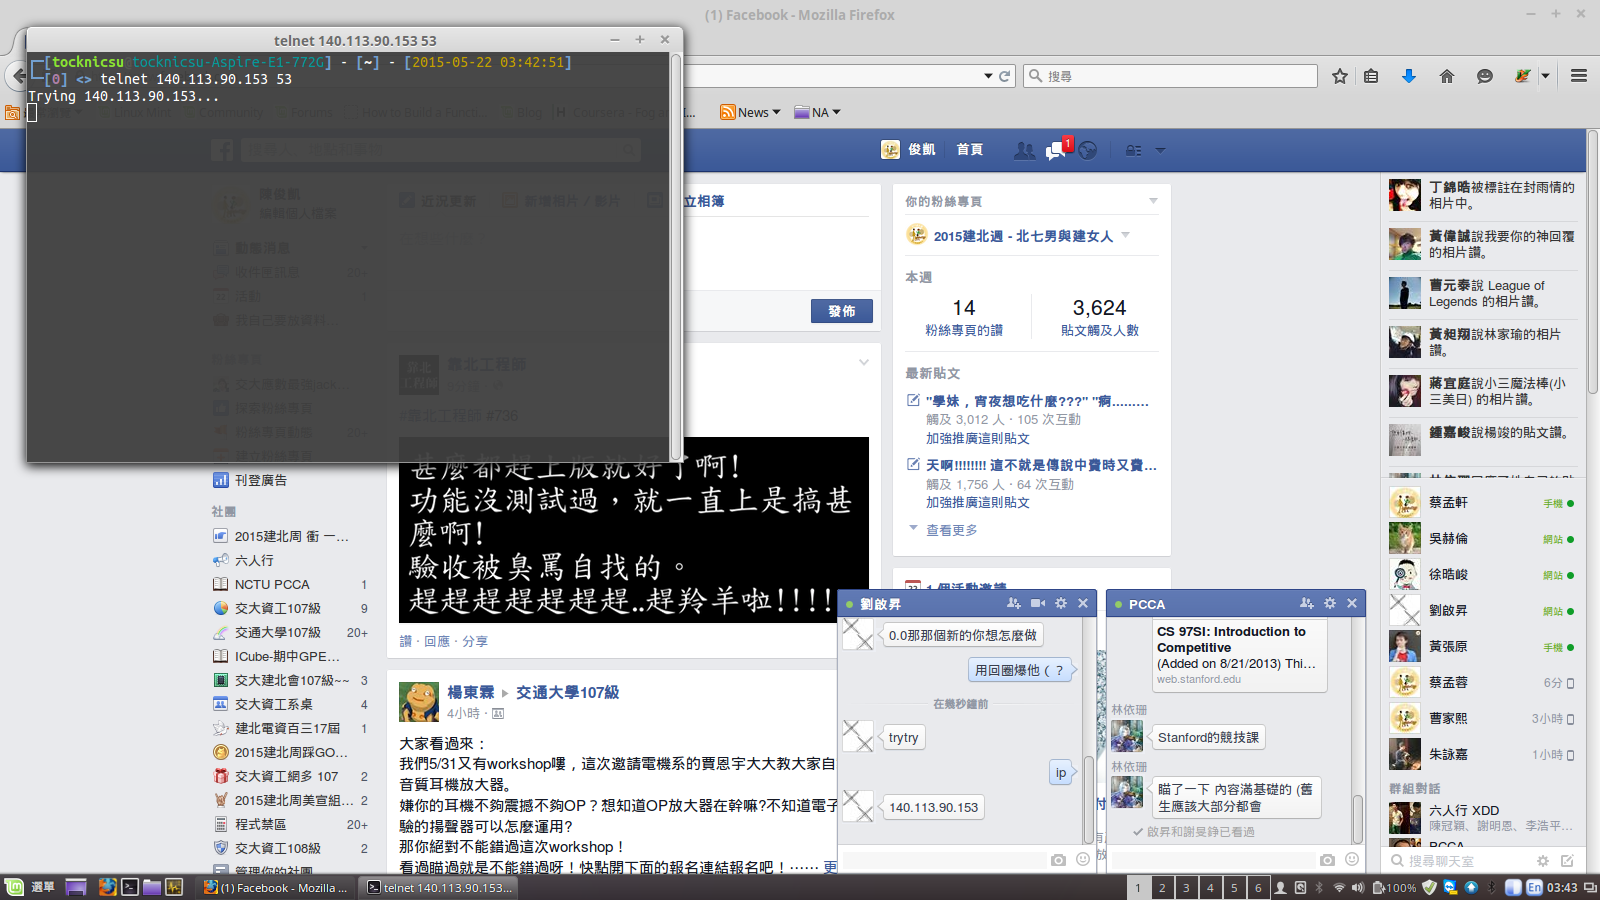 (1) Facebook - Mozilla Firefox
telnet 140.113.90.153 53
[tocknicsu@tocknicsu-Aspire-E1-772G] - [~] - [2015-05-22 03:42:51]
[0] <> telnet 140.113.90.153 53
Trying 140.113.90.153...
搜尋
News
NA
俊凱
首頁
1
立相簿
發佈
#靠北工程師 #736
甚麼都趕上版就好了啊!
功能沒測試過，就一直上是搞甚
麼啊!
驗收被臭罵自找的。
趕趕趕趕趕趕趕..趕羚羊啦!!!!
讚 · 回應 · 分享
楊東霖 ▸ 交通大學107級
4小時
大家看過來：
我們5/31又有workshop嘍，這次邀請電機系的賈恩宇大大教大家自
音質耳機放大器。
嫌你的耳機不夠震撼不夠OP？想知道OP放大器在幹嘛?不知道電子
驗的揚聲器可以怎麼運用?
那你絕對不能錯過這次workshop！
看過瞄過就是不能錯過呀！快點開下面的報名連結報名吧！⋯⋯ 更
刊登廣告
社團
2015建北周 衝 一...
六人行
NCTU PCCA 1
交大資工107級 9
交通大學107級 20+
ICube-期中GPE...
交大建北會107級~~ 3
交大資工系桌 4
建北電資百三17屆 1
2015建北周踩GO...
交大資工網多 107 2
2015建北周美宣組... 2
程式禁區 20+
交大資工108級 2
管理你的社團
你的粉絲專頁
2015建北週 - 北七男與建女人
本週
14
粉絲專頁的讚
3,624
貼文觸及人數
最新貼文
"學妹，宵夜想吃什麼???" "痾.........
觸及 3,012 人 · 105 次互動
加強推廣這則貼文
天啊!!!!!!!! 這不就是傳說中費時又費...
觸及 1,756 人 · 64 次互動
加強推廣這則貼文
查看更多
1 個活動邀請
劉啟昇
0.0那那個新的你想怎麼做
用回圈爆他（？
在幾秒鐘前
trytry
ip
140.113.90.153
PCCA
CS 97SI: Introduction to
Competitive
(Added on 8/21/2013) Thi...
web.stanford.edu
林依珊
Stanford的競技課
林依珊
瞄了一下 內容滿基礎的 (舊
生應該大部分都會
啟昇和謝旻錚已看過
丁錦晧被標註在封雨情的
相片中。
黃偉誠說我要你的神回覆
的相片讚。
曹元泰說 League of
Legends 的相片讚。
黃昶翔說林家瑜的相片
讚。
蔣宜庭說小三魔法棒(小
三美日) 的相片讚。
鍾嘉峻說楊竣的貼文讚。
蔡孟軒 手機
吳赫倫 網站
徐晧峻 網站
劉啟昇 網站
黃張原 手機
蔡孟蓉 6分
曹家熙 3小時
朱詠嘉 1小時
群組對話
六人行 XDD
陳冠穎、謝明恩、李浩平...
PCCA
搜尋聊天室
選單
(1) Facebook - Mozilla ...
telnet 140.113.90.153...
1 2 3 4 5 6
100%
En
03:43